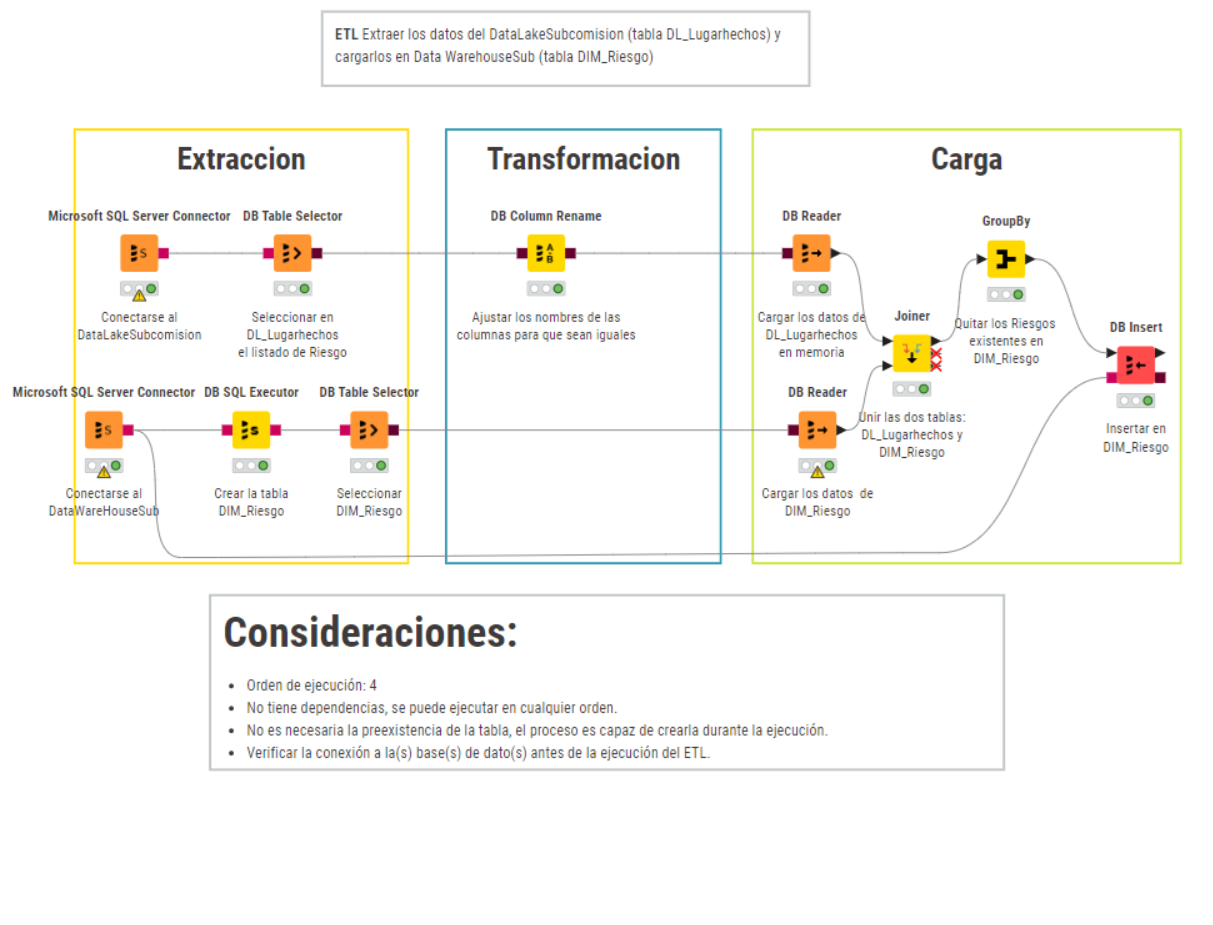 ETL Extraer los datos del DataLakeSubcomision (tabla DL_Lugarhechos) y
cargarlos en Data WarehouseSub (tabla DIM_Riesgo)
Extraccion
Microsoft SQL Server Connector
DB Table Selector
S
Conectarse al
DataLakeSubcomision
Seleccionar en
DL_Lugarhechos
el listado de Riesgo
Microsoft SQL Server Connector
DB SQL Executor
DB Table Selector
S
S
Conectarse al
DataWareHouseSub
Crear la tabla
DIM_Riesgo
Seleccionar
DIM_Riesgo
Transformacion
DB Column Rename
A
B
Ajustar los nombres de las
columnas para que sean iguales
Carga
DB Reader
Cargar los datos de
DL_Lugarhechos
en memoria
DB Reader
Cargar los datos de
DIM_Riesgo
Joiner
Unir las dos tablas:
DL_Lugarhechos y
DIM_Riesgo
GroupBy
Quitar los Riesgos
existentes en
DIM_Riesgo
DB Insert
Insertar en
DIM_Riesgo
Consideraciones:
• Orden de ejecución: 4
• No tiene dependencias, se puede ejecutar en cualquier orden.
• No es necesaria la preexistencia de la tabla, el proceso es capaz de crearla durante la ejecución.
• Verificar la conexión a la(s) base(s) de dato(s) antes de la ejecución del ETL.